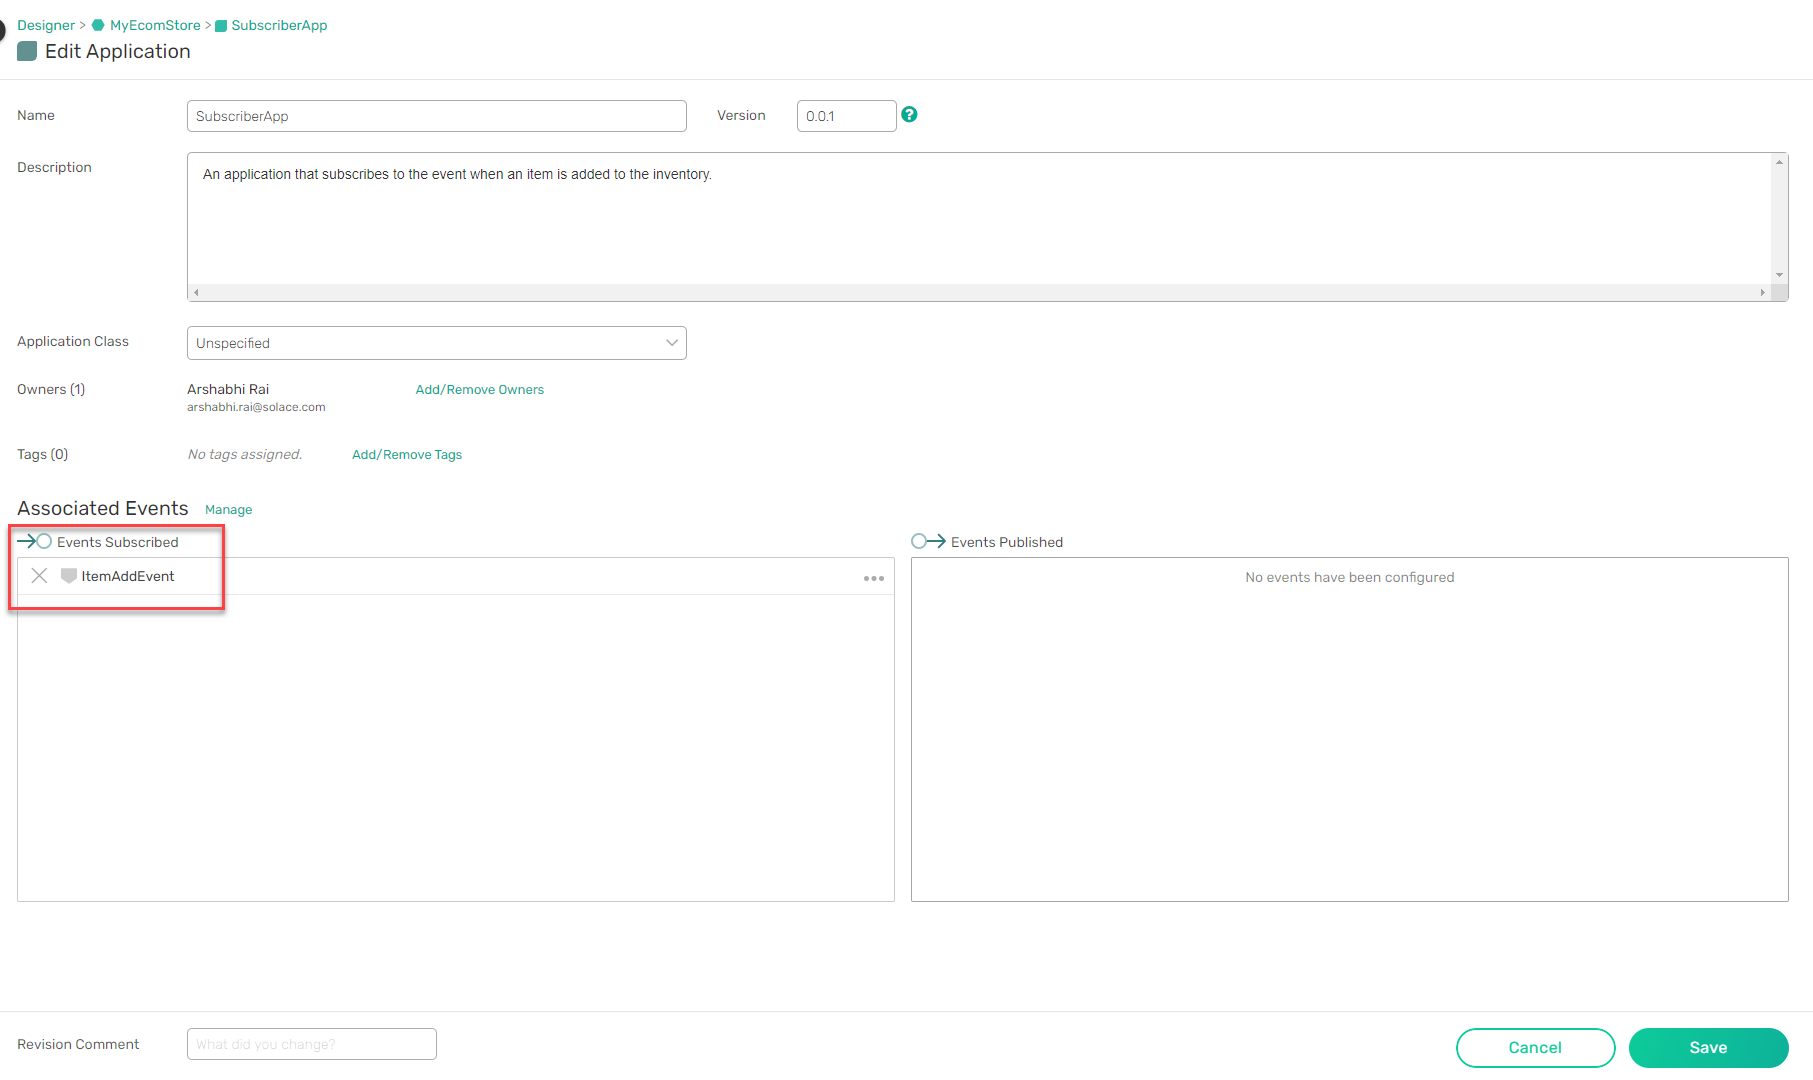 Designer > MyEcomStore > SubscriberApp
Edit Application
Name SubscriberApp Version 0.0.1 ?
Description An application that subscribes to the event when an item is added to the inventory.
Application Class Unspecified
Owners (1) Arshabhi Rai Add/Remove Owners
arshabhi.rai@solace.com
Tags (0) No tags assigned. Add/Remove Tags
Associated Events Manage
Events Subscribed Events Published
ItemAddEvent No events have been configured
Revision Comment What did you change? Cancel Save